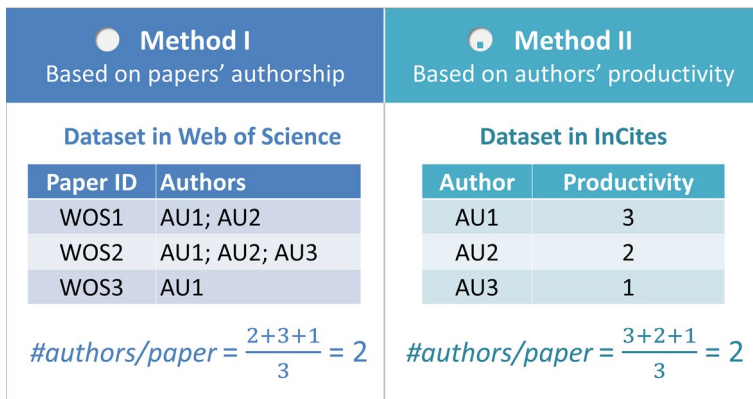 Method I
Based on papers' authorship
Dataset in Web of Science
Paper ID Authors
WOS1 AU1; AU2
WOS2 AU1; AU2; AU3
WOS3 AU1
#authors/paper = \frac{2+3+1}{3} = 2
Method II
Based on authors' productivity
Dataset in InCites
Author Productivity
AU1 3
AU2 2
AU3 1
#authors/paper = \frac{3+2+1}{3} = 2